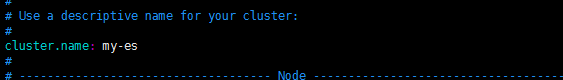 #
# Use a descriptive name for your cluster:
#
cluster.name: my-es
#
# ----------------------------------- Node -----------------------------------